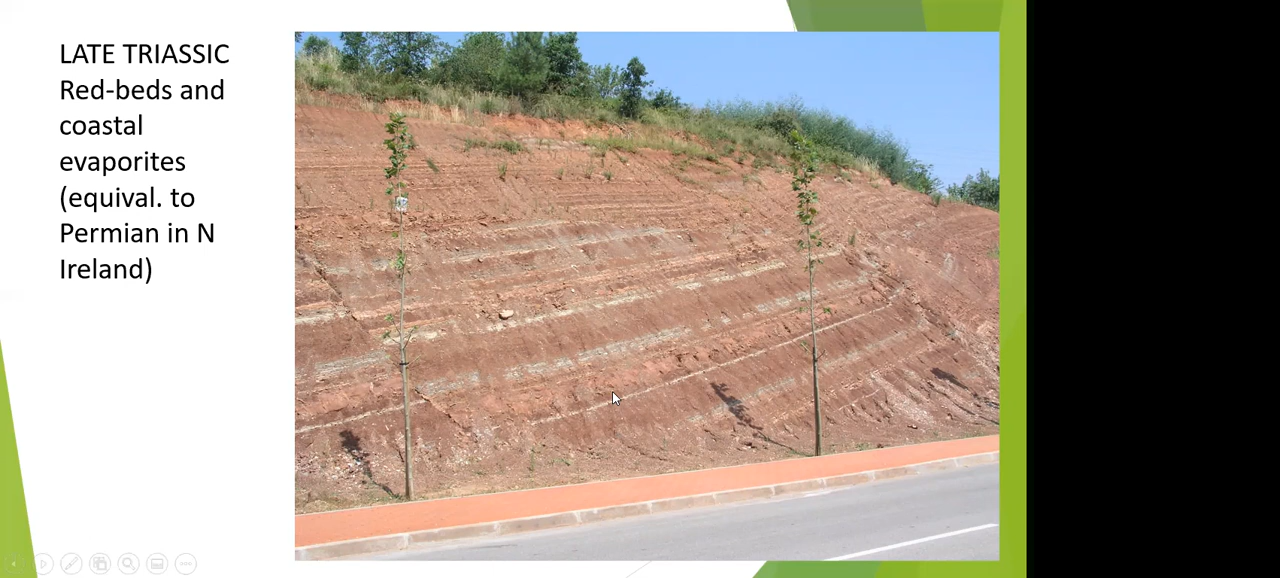 LATE TRIASSIC
Red-beds and
coastal
evaporites
(equival. to
Permian in N
Ireland)